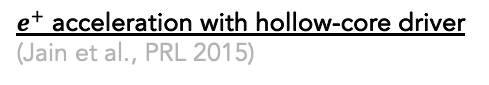 e⁺ acceleration with hollow-core driver
(Jain et al., PRL 2015)